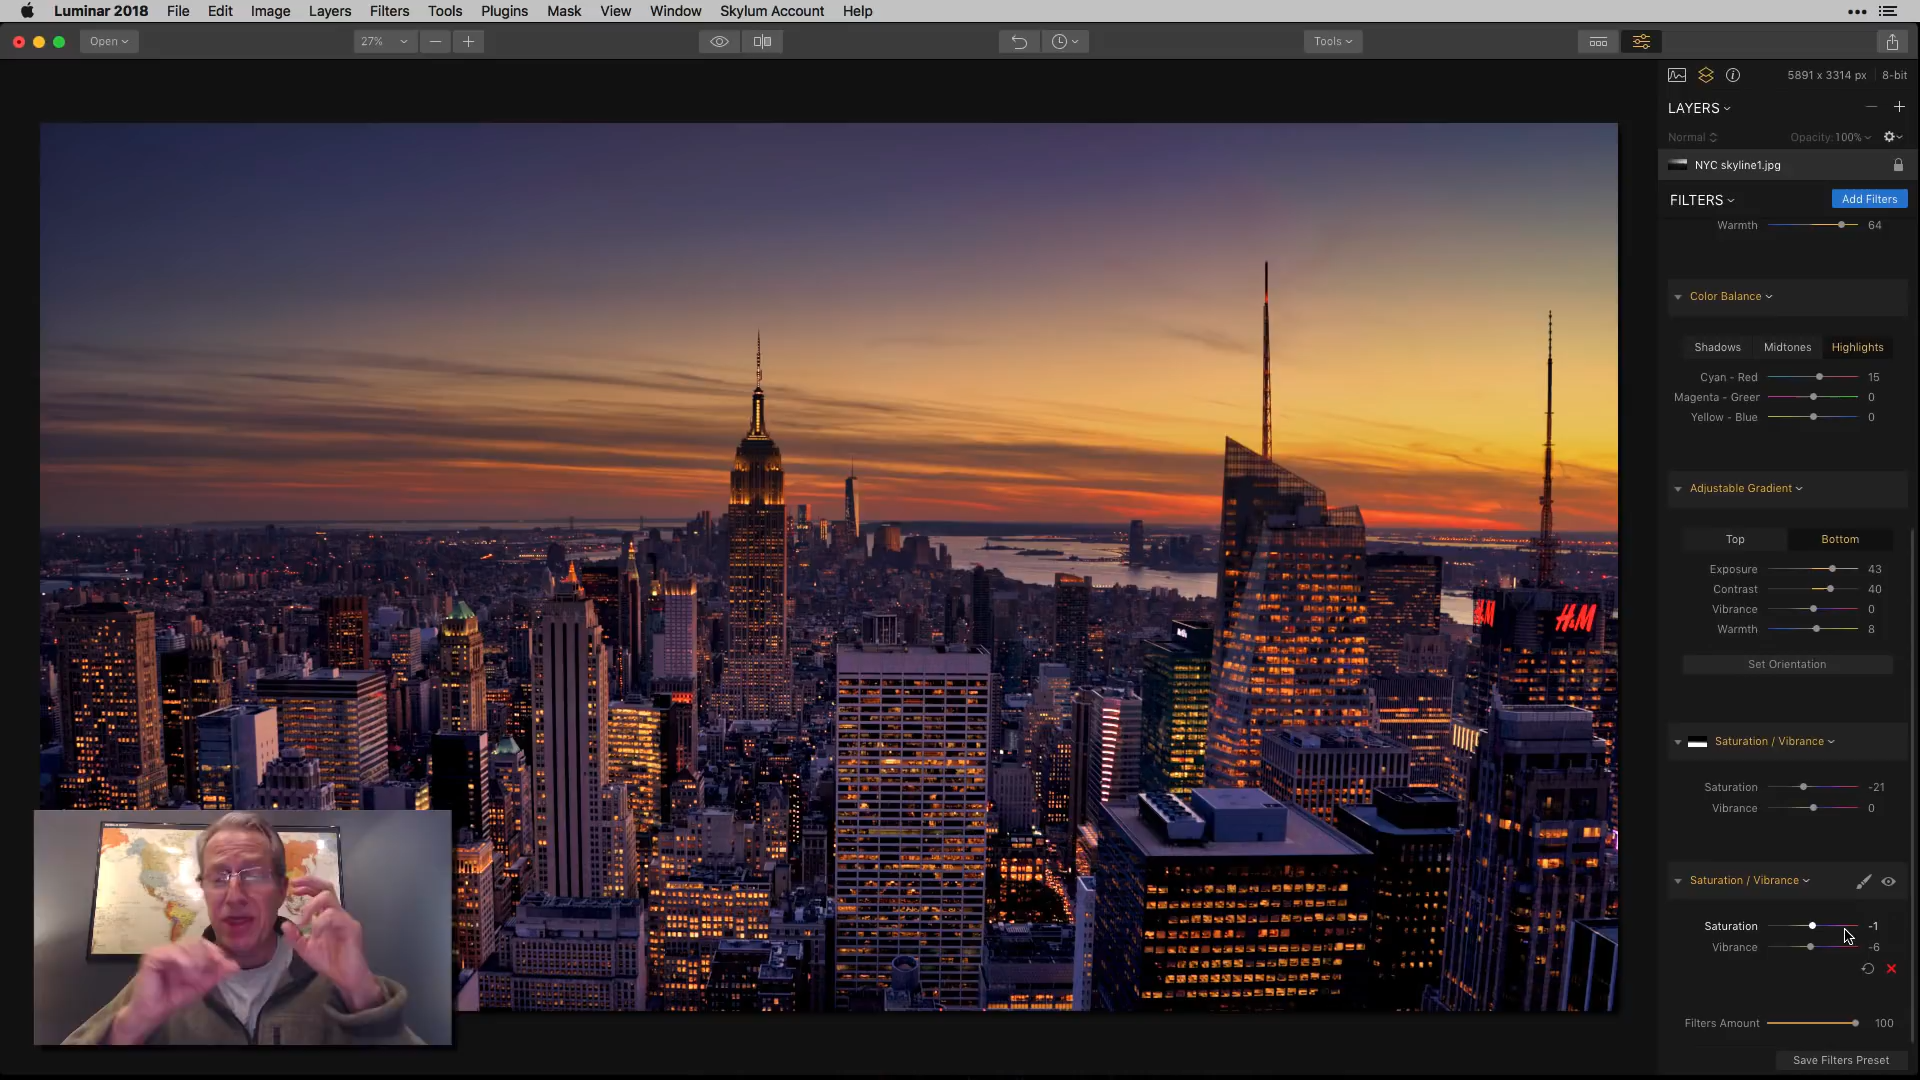 Luminar 2018 File Edit Image Layers Filters Tools Plugins Mask View Window Skylum Account Help
Open 27% Tools
5891 x 3314 px 8-bit
LAYERS
Normal Opacity: 100%
NYC skyline1.jpg
FILTERS Add Filters
Warmth 64
Color Balance
Shadows Midtones Highlights
Cyan - Red 15
Magenta - Green 0
Yellow - Blue 0
Adjustable Gradient
Top Bottom
Exposure 43
Contrast 40
Vibrance 0
Warmth 8
Set Orientation
Saturation / Vibrance
Saturation -21
Vibrance 0
Saturation / Vibrance
Saturation -1
Vibrance -6
Filters Amount 100
Save Filters Preset
H&M
H&M